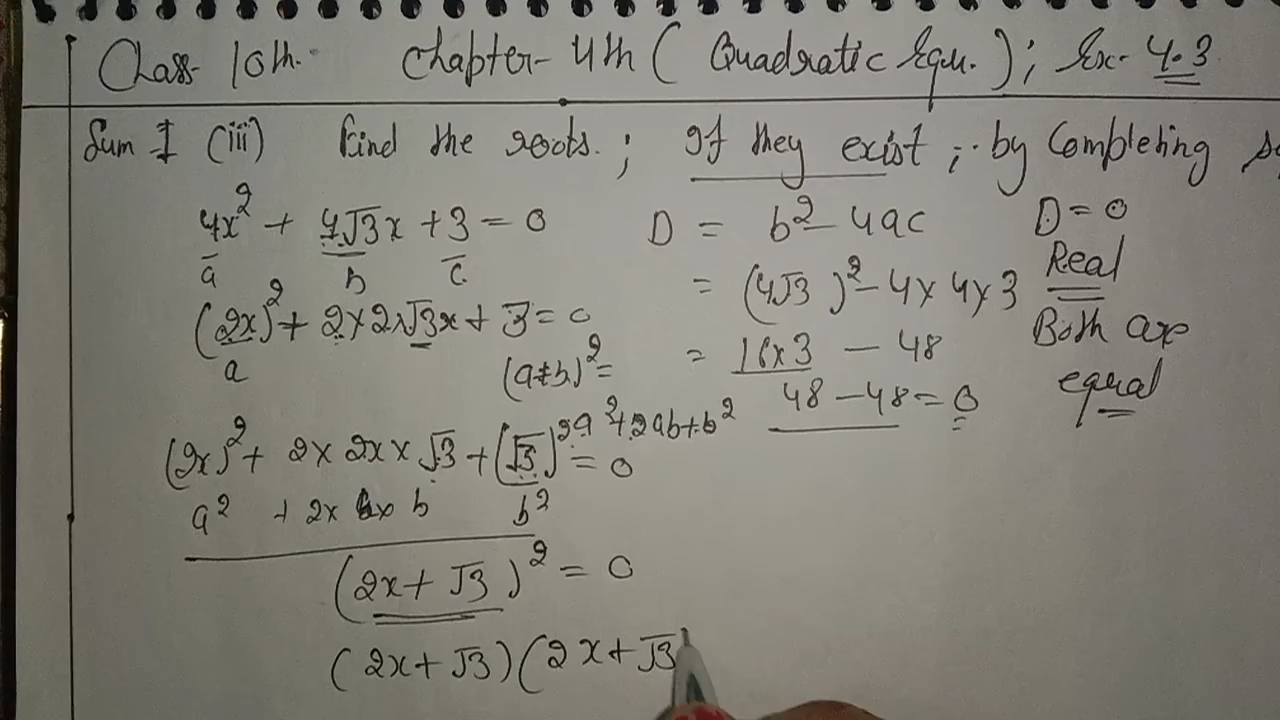 Class 10th. Chapter-4th ( Quadratic Equ. ) ; Ex- 4.3
Sum I (iii) Find the roots. ; If they exist ; by Completing
4x² + 4√3x + 3 = 0
a b c
(2x)² + 2×2√3x + 3 = 0
a
(a+b)² =
a² + 2ab + b²
(2x)² + 2× 2x × √3 + (√3)² = 0
a² + 2× a× b b²
(2x + √3)² = 0
(2x + √3)(2x + √3
D = b² - 4ac
= (4√3)² - 4×4×3
= 16×3 - 48
48 - 48 = 0
D = 0
Real
Both are
equal